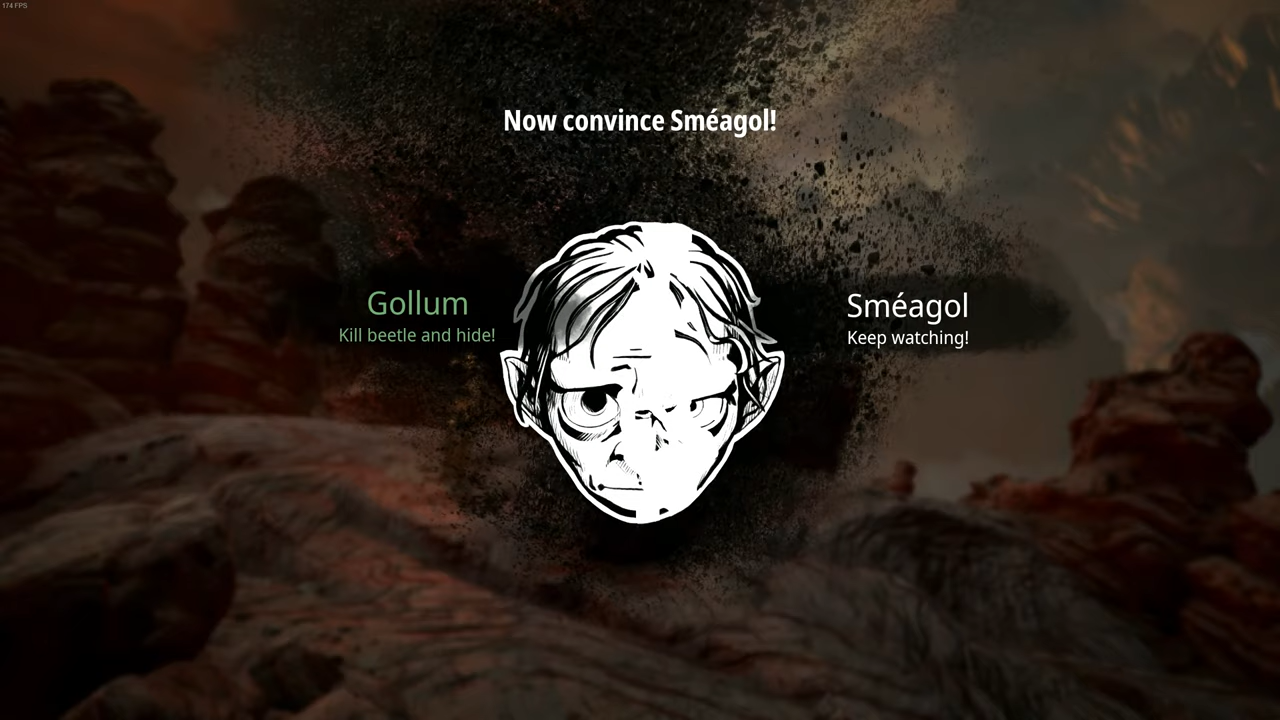 174 FPS
Now convince Sméagol!
Gollum
Kill beetle and hide!
Sméagol
Keep watching!